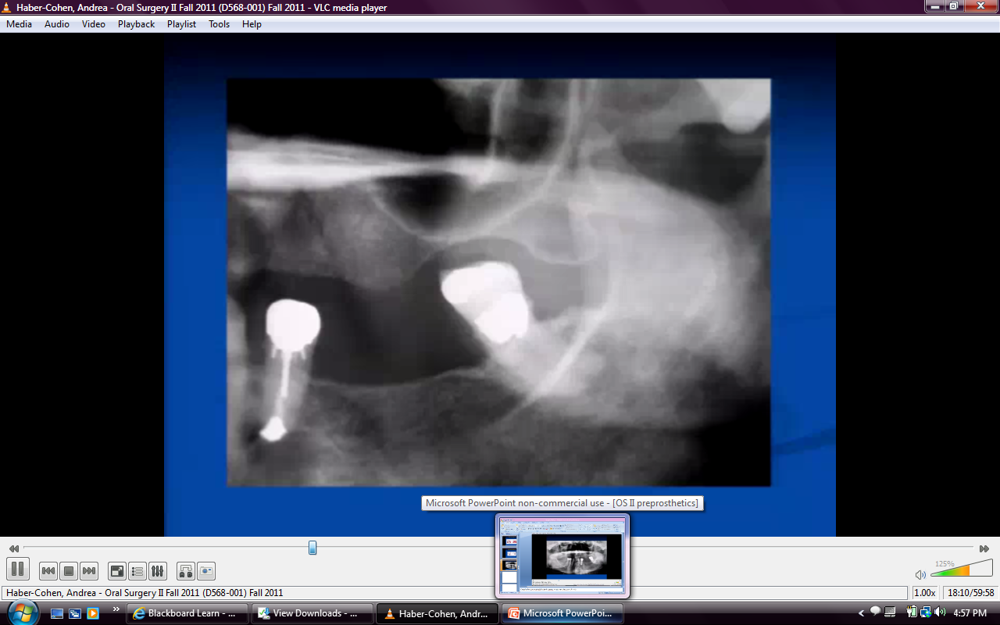 Haber-Cohen, Andrea - Oral Surgery II Fall 2011 (D568-001) Fall 2011 - VLC media player
Media Audio Video Playback Playlist Tools Help
Microsoft PowerPoint non-commercial use - [OS II preprosthetics]
125%
Haber-Cohen, Andrea - Oral Surgery II Fall 2011 (D568-001) Fall 2011
1.00x
18:10/59:58
Blackboard Learn - ...
View Downloads - ...
Haber-Cohen, Andr...
Microsoft PowerPoi...
4:57 PM